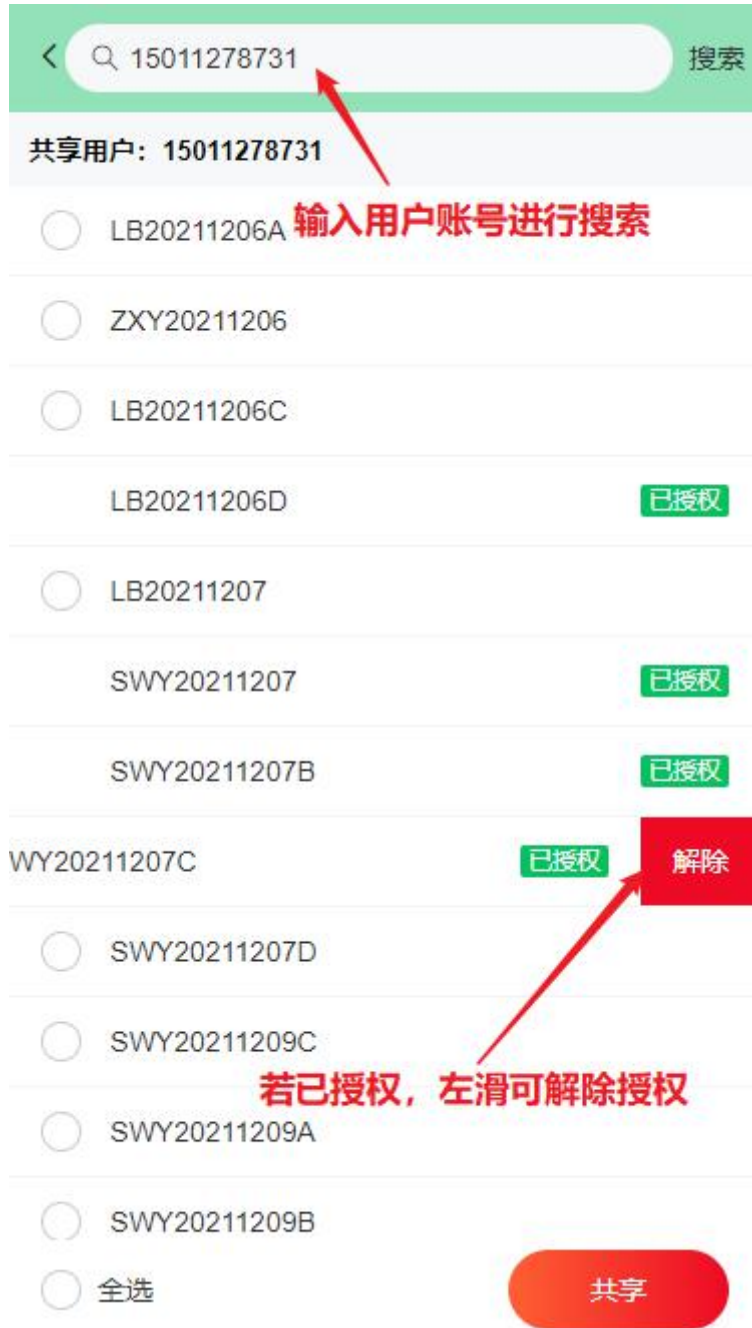 15011278731 搜索
共享用户：15011278731
LB20211206A 输入用户账号进行搜索
ZXY20211206
LB20211206C
LB20211206D 已授权
LB20211207
SWY20211207 已授权
SWY20211207B 已授权
WY20211207C 已授权 解除
SWY20211207D
SWY20211209C
若已授权，左滑可解除授权
SWY20211209A
SWY20211209B
全选 共享